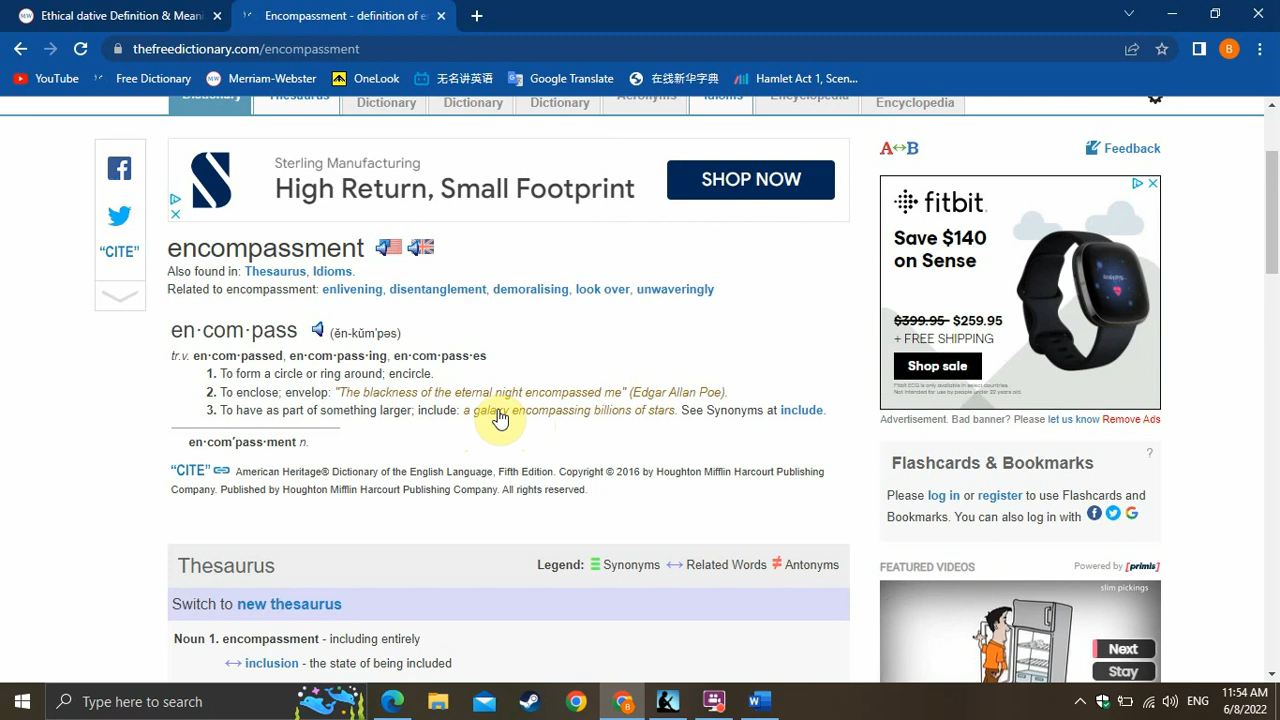 Ethical dative Definition & Meani
Encompassment - definition of e
thefreedictionary.com/encompassment
B
YouTube
Free Dictionary
Merriam-Webster
OneLook
无名讲英语
Google Translate
在线新华字典
Hamlet Act 1, Scen...
Dictionary
Thesaurus
Dictionary
Dictionary
Dictionary
Acronyms
Idioms
Encyclopedia
Encyclopedia
Sterling Manufacturing
High Return, Small Footprint
SHOP NOW
"CITE"
A↔B
Feedback
fitbit
Save $140
on Sense
$399.95 $259.95
+ FREE SHIPPING
Shop sale
Advertisement. Bad banner? Please let us know Remove Ads
encompassment
Also found in: Thesaurus, Idioms.
Related to encompassment: enlivening, disentanglement, demoralising, look over, unwaveringly
en·com·pass (ĕn-kŭm′pəs)
tr.v. en·com·passed, en·com·pass·ing, en·com·pass·es
1. To form a circle or ring around; encircle.
2. To enclose; envelop: "The blackness of the eternal night encompassed me" (Edgar Allan Poe).
3. To have as part of something larger; include: a galaxy encompassing billions of stars. See Synonyms at include.
en·com′pass·ment n.
"CITE" American Heritage® Dictionary of the English Language, Fifth Edition. Copyright © 2016 by Houghton Mifflin Harcourt Publishing
Company. Published by Houghton Mifflin Harcourt Publishing Company. All rights reserved.
Flashcards & Bookmarks
?
Please log in or register to use Flashcards and
Bookmarks. You can also log in with
FEATURED VIDEOS
Powered by [primis]
slim pickings
Next
Stay
Thesaurus
Legend: Synonyms ↔ Related Words ≠ Antonyms
Switch to new thesaurus
Noun 1. encompassment - including entirely
↔ inclusion - the state of being included
Type here to search
ENG
11:54 AM
6/8/2022